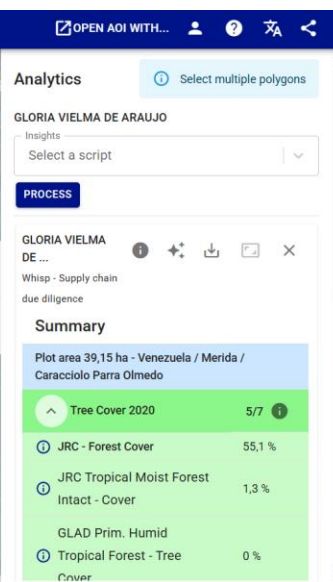 OPEN AOI WITH...
Analytics
Select multiple polygons
GLORIA VIELMA DE ARAUJO
Insights
Select a script
PROCESS
GLORIA VIELMA
DE ...
Whisp - Supply chain
due diligence
Summary
Plot area 39,15 ha - Venezuela / Merida /
Caracciolo Parra Olmedo
Tree Cover 2020 5/7
JRC - Forest Cover 55,1 %
JRC Tropical Moist Forest
Intact - Cover 1,3 %
GLAD Prim. Humid
Tropical Forest - Tree 0 %
Cover